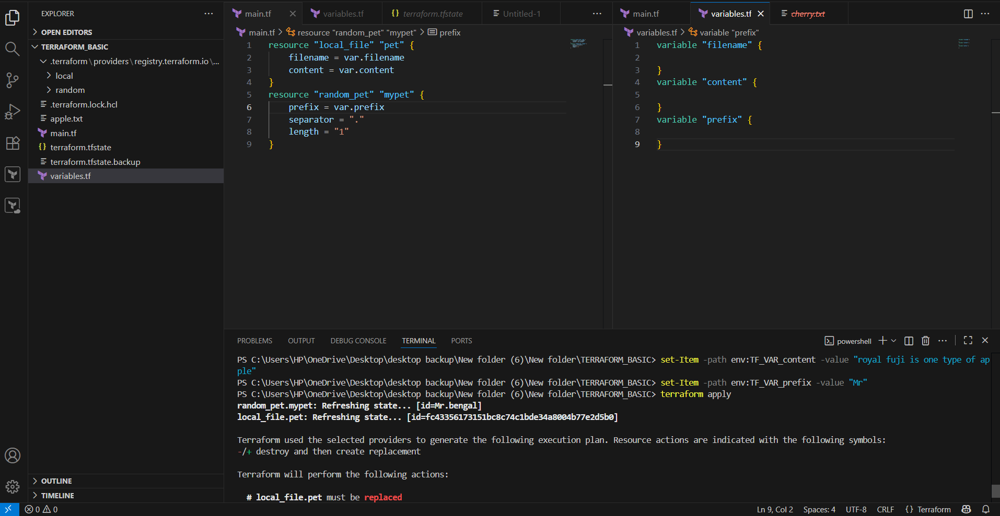 EXPLORER
OPEN EDITORS
TERRAFORM_BASIC
.terraform\providers\registry.terraform.io\...
local
random
.terraform.lock.hcl
apple.txt
main.tf
terraform.tfstate
terraform.tfstate.backup
variables.tf
OUTLINE
TIMELINE
main.tf
variables.tf
terraform.tfstate
Untitled-1
main.tf > resource "random_pet" "mypet" > prefix
1 resource "local_file" "pet" {
2     filename = var.filename
3     content = var.content
4 }
5 resource "random_pet" "mypet" {
6     prefix = var.prefix
7     separator = "."
8     length = "1"
9 }
main.tf
variables.tf
cherry.txt
variables.tf > variable "prefix"
1 variable "filename" {
2
3 }
4 variable "content" {
5
6 }
7 variable "prefix" {
8
9 }
PROBLEMS OUTPUT DEBUG CONSOLE TERMINAL PORTS
powershell
PS C:\Users\HP\OneDrive\Desktop\desktop backup\New folder (6)\New folder\TERRAFORM_BASIC> set-Item -path env:TF_VAR_content -value "royal fuji is one type of ap
ple"
PS C:\Users\HP\OneDrive\Desktop\desktop backup\New folder (6)\New folder\TERRAFORM_BASIC> set-Item -path env:TF_VAR_prefix -value "Mr"
PS C:\Users\HP\OneDrive\Desktop\desktop backup\New folder (6)\New folder\TERRAFORM_BASIC> terraform apply
random_pet.mypet: Refreshing state... [id=Mr.bengal]
local_file.pet: Refreshing state... [id=fc43356173151bc8c74c1bde34a8004b77e2d5b0]
Terraform used the selected providers to generate the following execution plan. Resource actions are indicated with the following symbols:
-/+ destroy and then create replacement
Terraform will perform the following actions:
# local_file.pet must be replaced
0 0
Ln 9, Col 2 Spaces: 4 UTF-8 CRLF {} Terraform